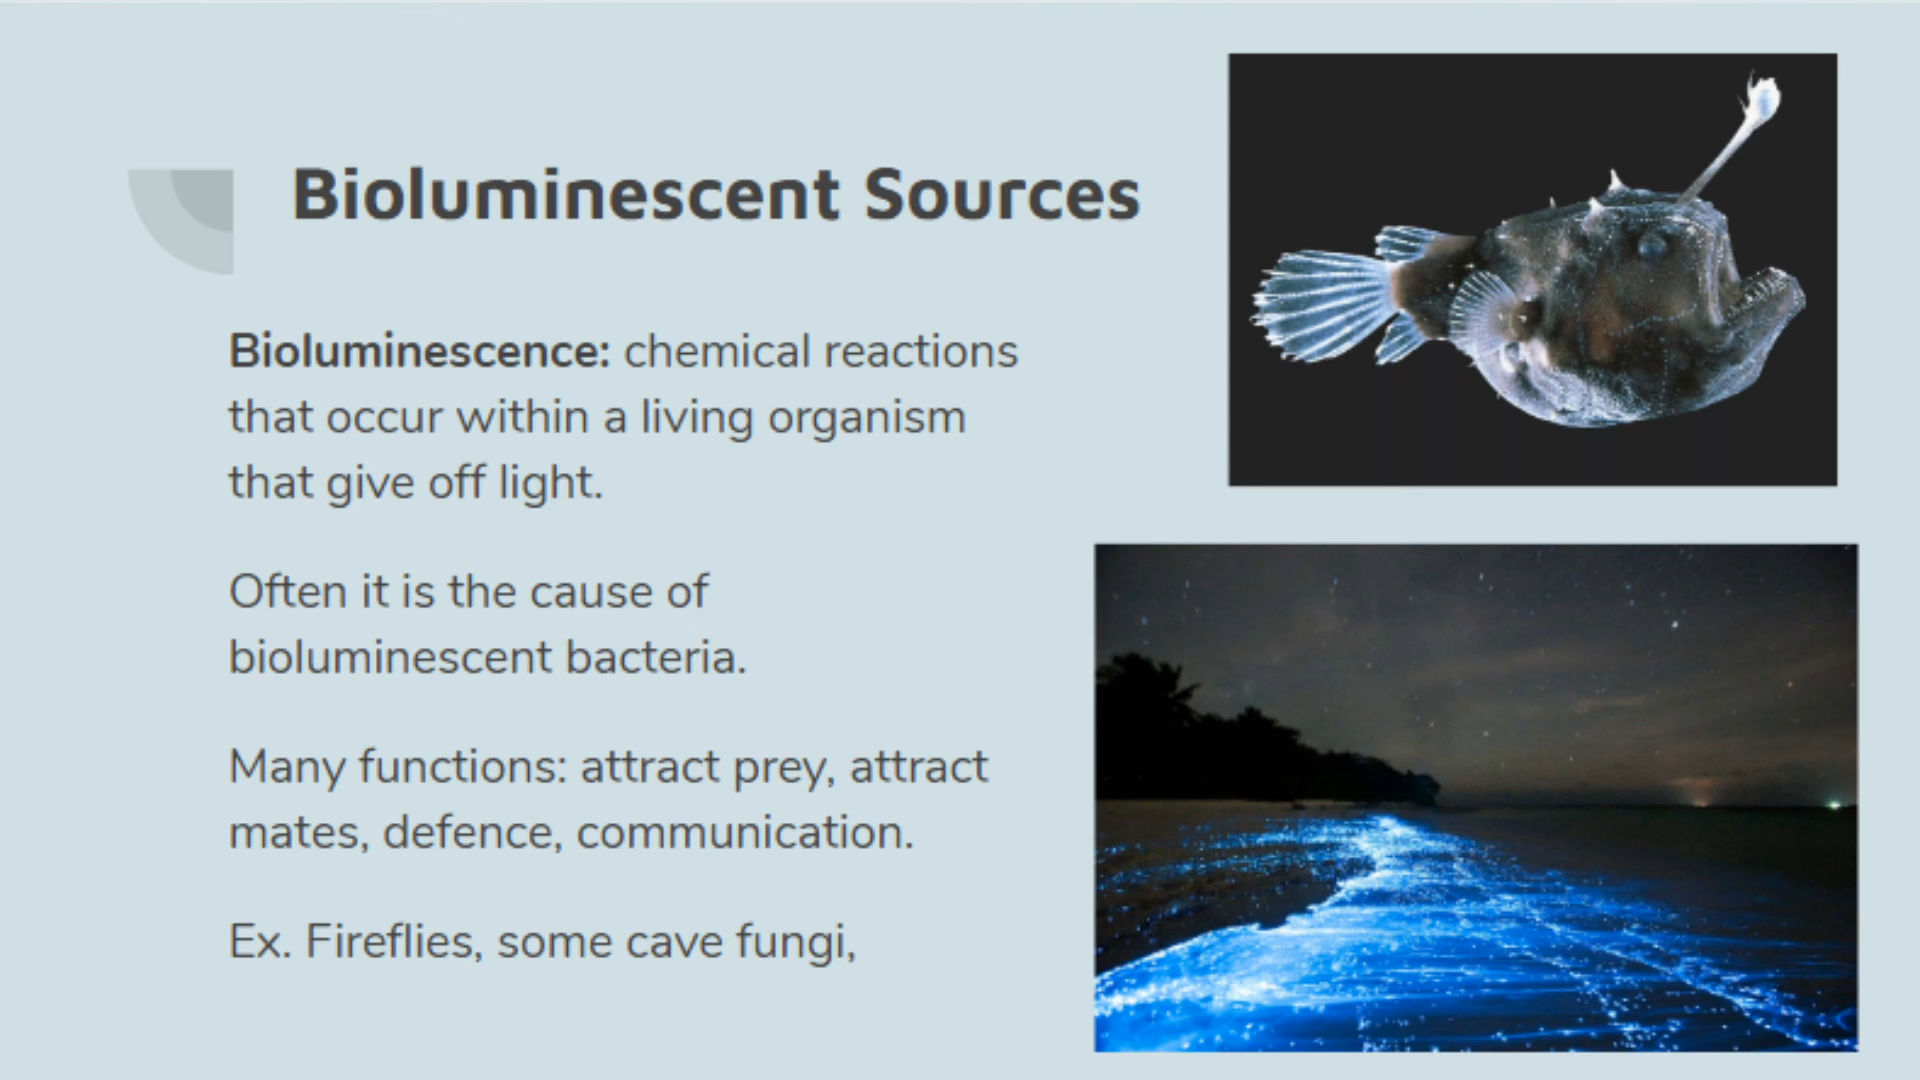 Bioluminescent Sources
Bioluminescence: chemical reactions
that occur within a living organism
that give off light.
Often it is the cause of
bioluminescent bacteria.
Many functions: attract prey, attract
mates, defence, communication.
Ex. Fireflies, some cave fungi,